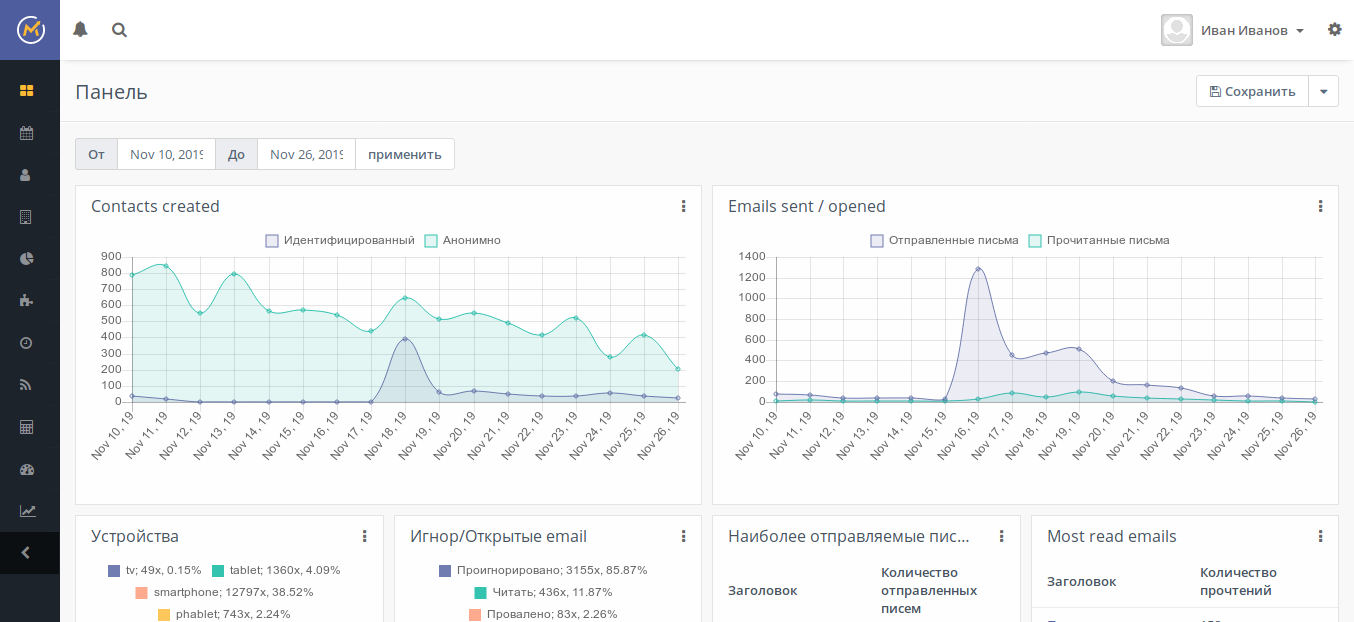 Иван Иванов
Панель
Сохранить
От Nov 10, 2019 До Nov 26, 2019 применить
Contacts created
Идентифицированный Анонимно
900
800
700
600
500
400
300
200
100
0
Nov 10, 19 Nov 11, 19 Nov 12, 19 Nov 13, 19 Nov 14, 19 Nov 15, 19 Nov 16, 19 Nov 17, 19 Nov 18, 19 Nov 19, 19 Nov 20, 19 Nov 21, 19 Nov 22, 19 Nov 23, 19 Nov 24, 19 Nov 25, 19 Nov 26, 19
Emails sent / opened
Отправленные письма Прочитанные письма
1400
1200
1000
800
600
400
200
0
Nov 10, 19 Nov 11, 19 Nov 12, 19 Nov 13, 19 Nov 14, 19 Nov 15, 19 Nov 16, 19 Nov 17, 19 Nov 18, 19 Nov 19, 19 Nov 20, 19 Nov 21, 19 Nov 22, 19 Nov 23, 19 Nov 24, 19 Nov 25, 19 Nov 26, 19
Устройства
tv; 49x, 0.15% tablet; 1360x, 4.09%
smartphone; 12797x, 38.52%
phablet; 743x, 2.24%
Игнор/Открытые email
Проигнорировано; 3155x, 85.87%
Читать; 436x, 11.87%
Провалено; 83x, 2.26%
Наиболее отправляемые пис...
Заголовок
Количество
отправленных
писем
Most read emails
Заголовок
Количество
прочтений